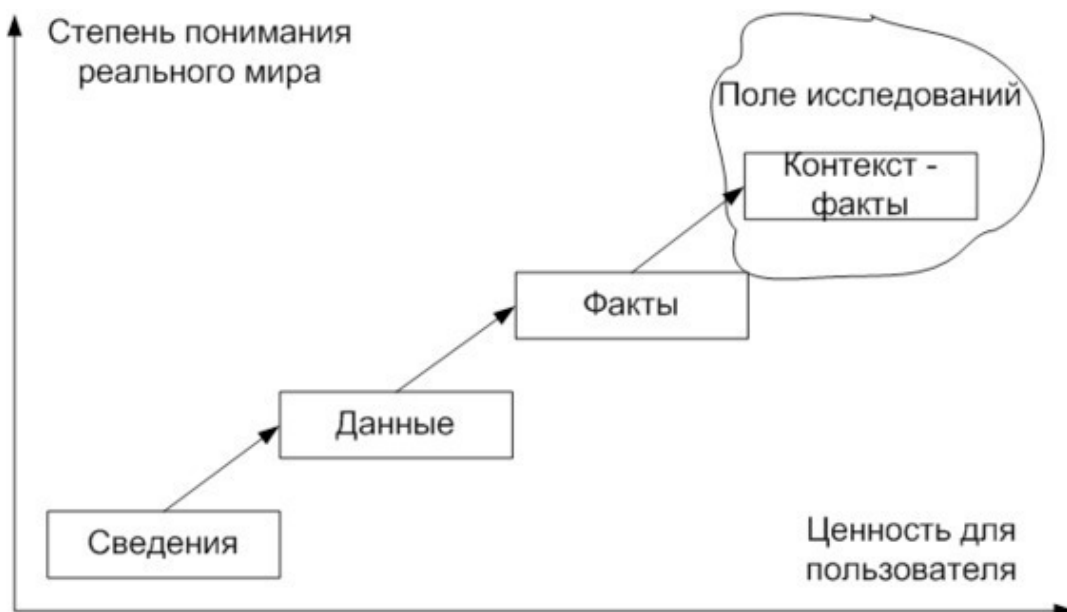 Степень понимания
реального мира
Поле исследований
Контекст -
факты
Факты
Данные
Сведения
Ценность для
пользователя